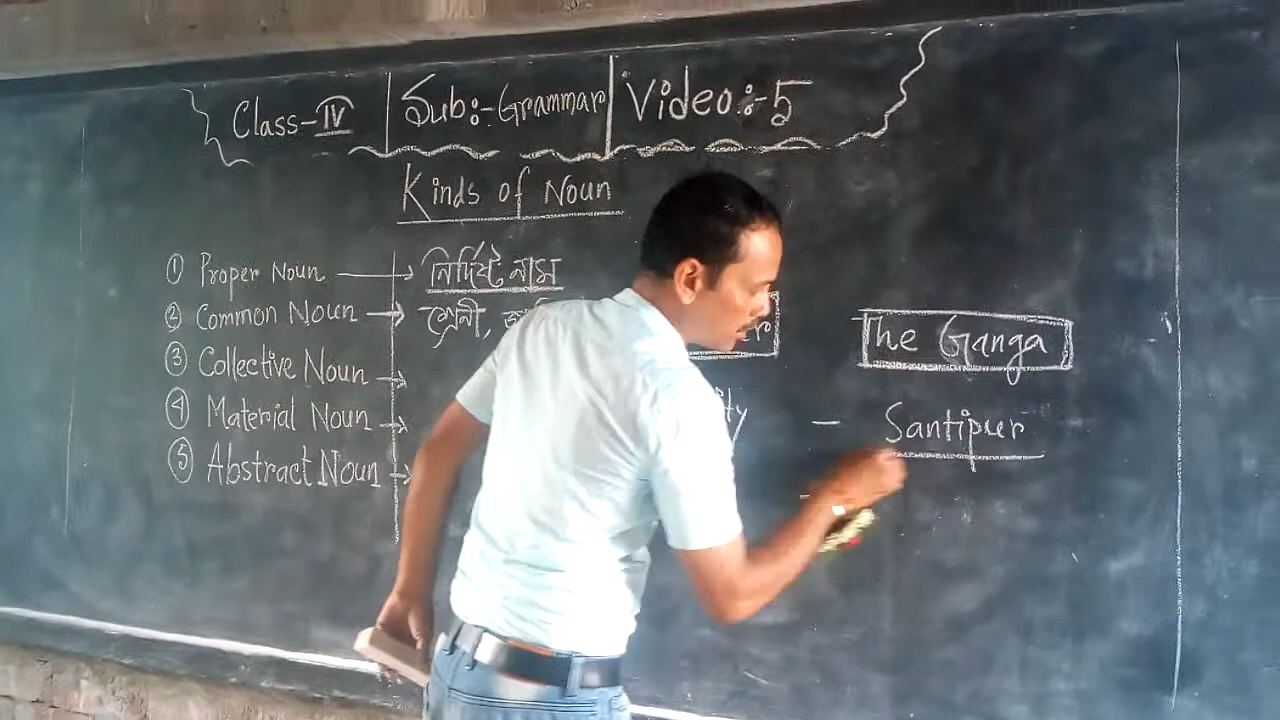 Class-IV Sub:-Grammar Video:-5
Kinds of Noun
① Proper Noun → নির্দিষ্ট নাম
② Common Noun → শ্রেনী,
③ Collective Noun →
④ Material Noun →
⑤ Abstract Noun →
The Ganga
— Santipur